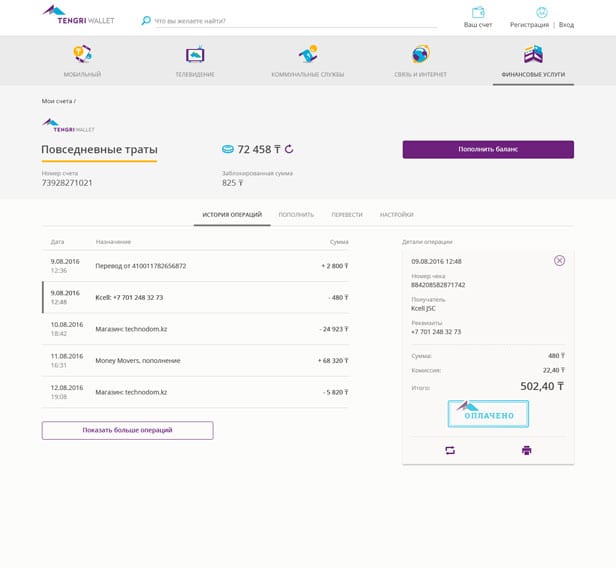 TENGRI WALLET
Что вы желаете найти?
Ваш счет
Регистрация | Вход
МОБИЛЬНЫЙ
ТЕЛЕВИДЕНИЕ
КОММУНАЛЬНЫЕ СЛУЖБЫ
СВЯЗЬ И ИНТЕРНЕТ
ФИНАНСОВЫЕ УСЛУГИ
Мои счета /
TENGRI WALLET
Повседневные траты
72 458 ₸
Пополнить баланс
Номер счета
73928271021
Заблокированная сумма
825 ₸
ИСТОРИЯ ОПЕРАЦИЙ ПОПОЛНИТЬ ПЕРЕВЕСТИ НАСТРОЙКИ
Дата Назначение Сумма
9.08.2016
12:36
Перевод от 410011782656872 + 2 800 ₸
9.08.2016
12:48
Kcell: +7 701 248 32 73 - 480 ₸
10.08.2016
18:42
Магазин: technodom.kz - 24 923 ₸
11.08.2016
16:31
Money Movers, пополнение + 68 320 ₸
12.08.2016
19:08
Магазин: technodom.kz - 5 820 ₸
Показать больше операций
Детали операции
09.08.2016 12:48
Номер чека
884208582871742
Получатель
Kcell JSC
Реквизиты
+7 701 248 32 73
Сумма: 480 ₸
Комиссия: 22,40 ₸
Итого: 502,40 ₸
ОПЛАЧЕНО